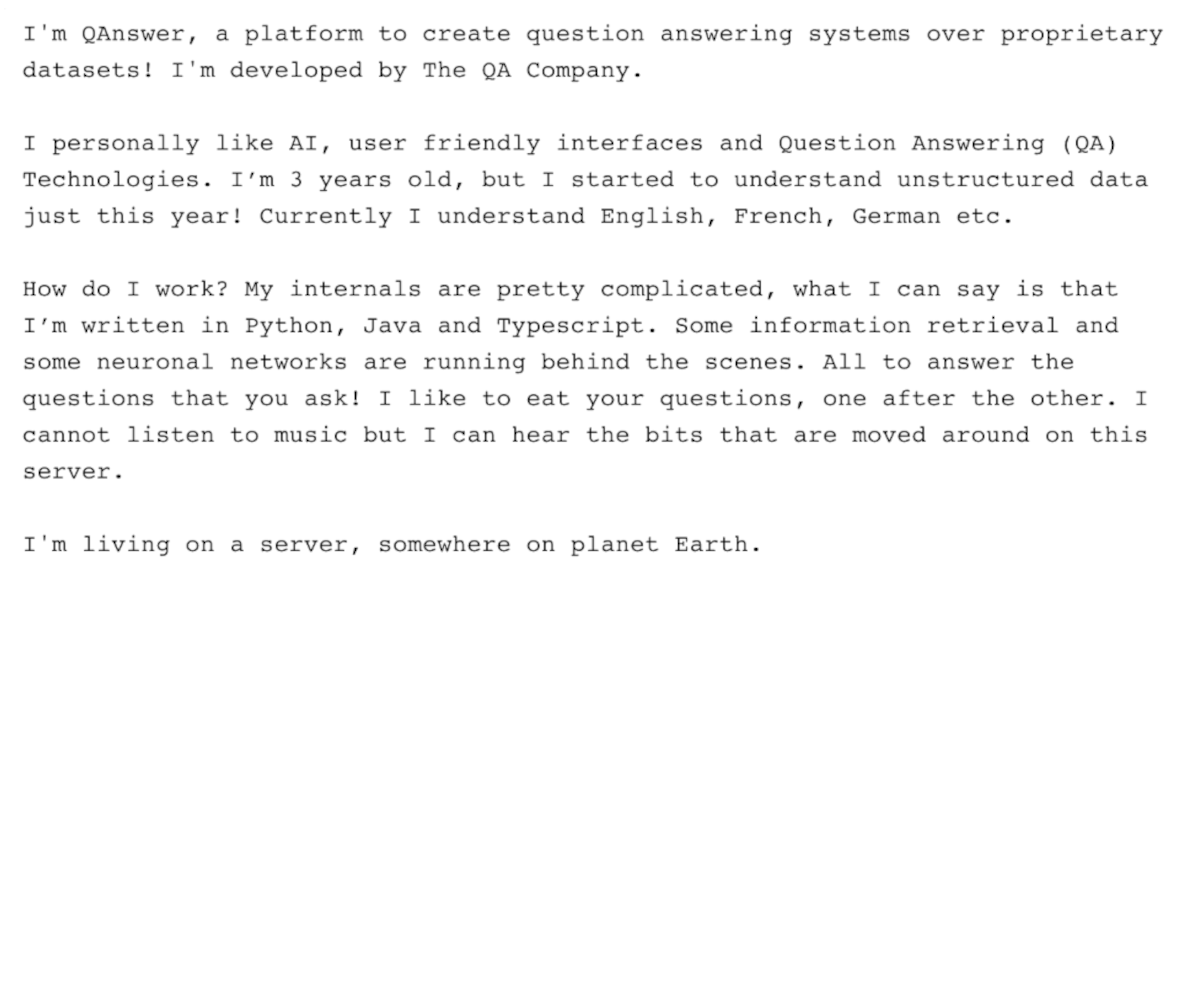 I'm QAnswer, a platform to create question answering systems over proprietary
datasets! I'm developed by The QA Company.
I personally like AI, user friendly interfaces and Question Answering (QA)
Technologies. I’m 3 years old, but I started to understand unstructured data
just this year! Currently I understand English, French, German etc.
How do I work? My internals are pretty complicated, what I can say is that
I’m written in Python, Java and Typescript. Some information retrieval and
some neuronal networks are running behind the scenes. All to answer the
questions that you ask! I like to eat your questions, one after the other. I
cannot listen to music but I can hear the bits that are moved around on this
server.
I'm living on a server, somewhere on planet Earth.